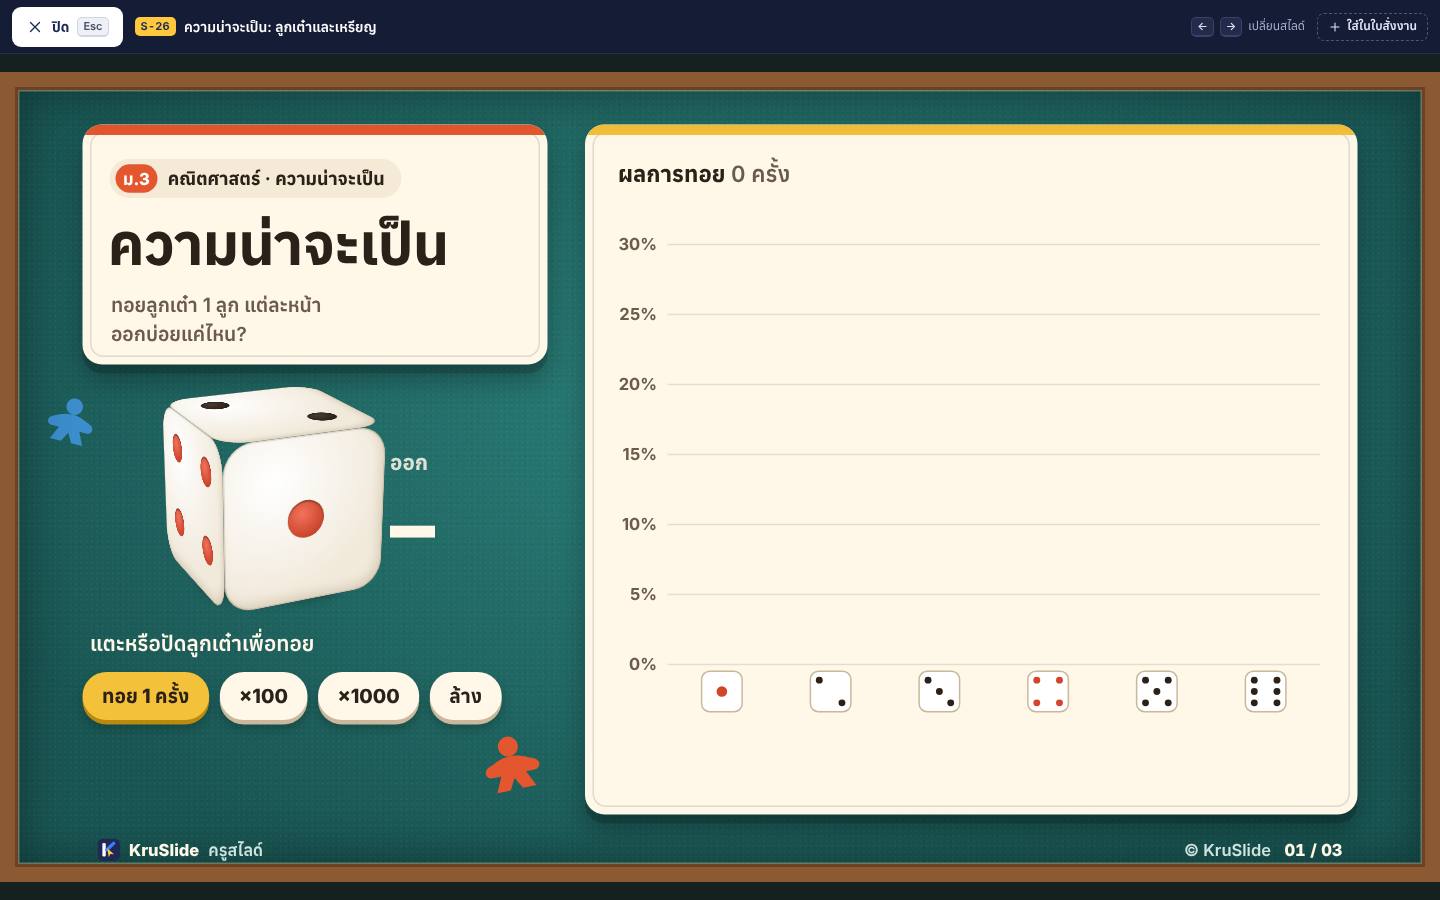 ปิด Esc S-26 ความน่าจะเป็น: ลูกเต๋าและเหรียญ ← → เปลี่ยนสไลด์ + ใส่ในใบสั่งงาน
ม.3 คณิตศาสตร์ · ความน่าจะเป็น
ความน่าจะเป็น
ทอยลูกเต๋า 1 ลูก แต่ละหน้า
ออกบ่อยแค่ไหน?
ออก
—
แตะหรือปัดลูกเต๋าเพื่อทอย
ทอย 1 ครั้ง ×100 ×1000 ล้าง
ผลการทอย 0 ครั้ง
30%
25%
20%
15%
10%
5%
0%
KruSlide ครูสไลด์
© KruSlide 01 / 03